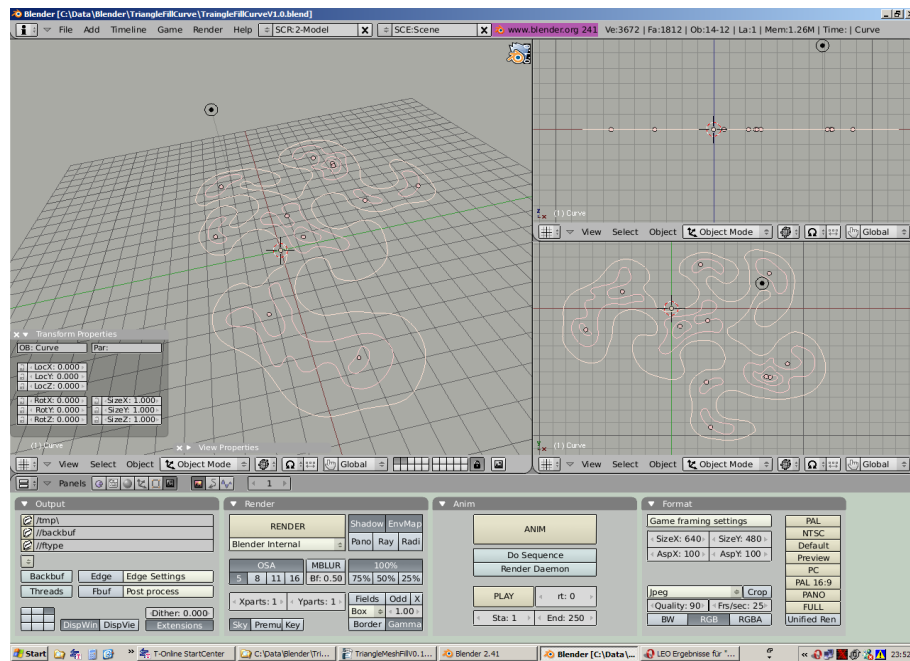 Blender [C:\Data\Blender\TriangleFillCurve\TraingleFillCurveV1.0.blend]
File Add Timeline Game Render Help SCR:2-Model X SCE:Scene X www.blender.org 241 Ve:3672 | Fa:1812 | Ob:14-12 | La:1 | Mem:1.26M | Time: | Curve
(1) Curve
View Select Object Object Mode Global
Transform Properties
OB: Curve Par:
LocX: 0.000
LocY: 0.000
LocZ: 0.000
RotX: 0.000 SizeX: 1.000
RotY: 0.000 SizeY: 1.000
RotZ: 0.000 SizeZ: 1.000
(1) Curve
View Properties
(1) Curve
View Select Object Object Mode Global
View Select Object Object Mode Global
Panels 1
Output
/tmp\
//backbuf
//ftype
Backbuf Edge Edge Settings
Threads Fbuf Post process
Dither: 0.000
DispWin DispVie Extensions
Render
RENDER Shadow EnvMap
Blender Internal Pano Ray Radi
OSA MBLUR 100%
5 8 11 16 Bf: 0.50 75% 50% 25%
Xparts: 1 Yparts: 1 Fields Odd X
Box 1.00
Sky Premu Key Border Gamma
Anim
ANIM
Do Sequence
Render Daemon
PLAY rt: 0
Sta: 1 End: 250
Format
Game framing settings PAL
SizeX: 640 SizeY: 480 NTSC
AspX: 100 AspY: 100 Default
Preview
PC
PAL 16:9
Jpeg Crop PANO
Quality: 90 Frs/sec: 25 FULL
BW RGB RGBA Unified Ren
Start T-Online StartCenter C:\Data\Blender\Tri... TriangleMeshFillV0.1... Blender 2.41 Blender [C:\Data\... LEO Ergebnisse für "... 23:52